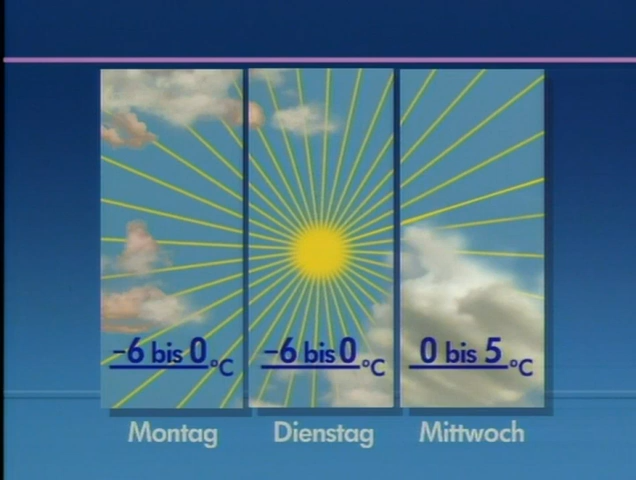 –6 bis 0 °C
–6 bis 0 °C
0 bis 5 °C
Montag
Dienstag
Mittwoch